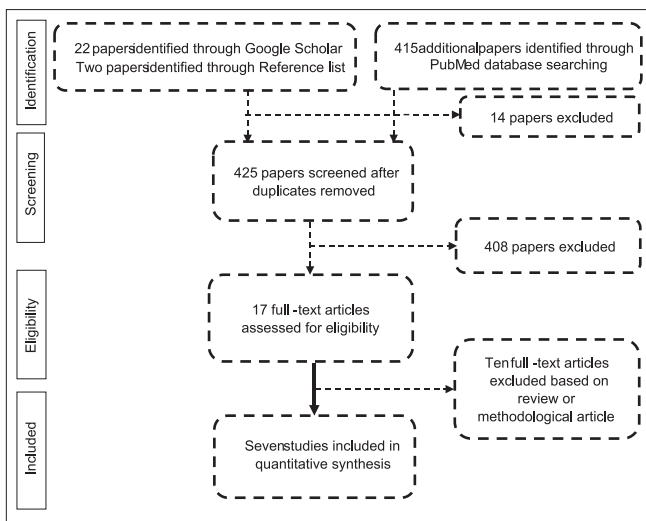 Identification
22 papersidentified through Google Scholar
Two papersidentified through Reference list
415additionalpapers identified through
PubMed database searching
14 papers excluded
Screening
425 papers screened after
duplicates removed
408 papers excluded
Eligibility
17 full -text articles
assessed for eligibility
Tenfull -text articles
excluded based on
review or
methodological article
Included
Sevenstudies included in
quantitative synthesis